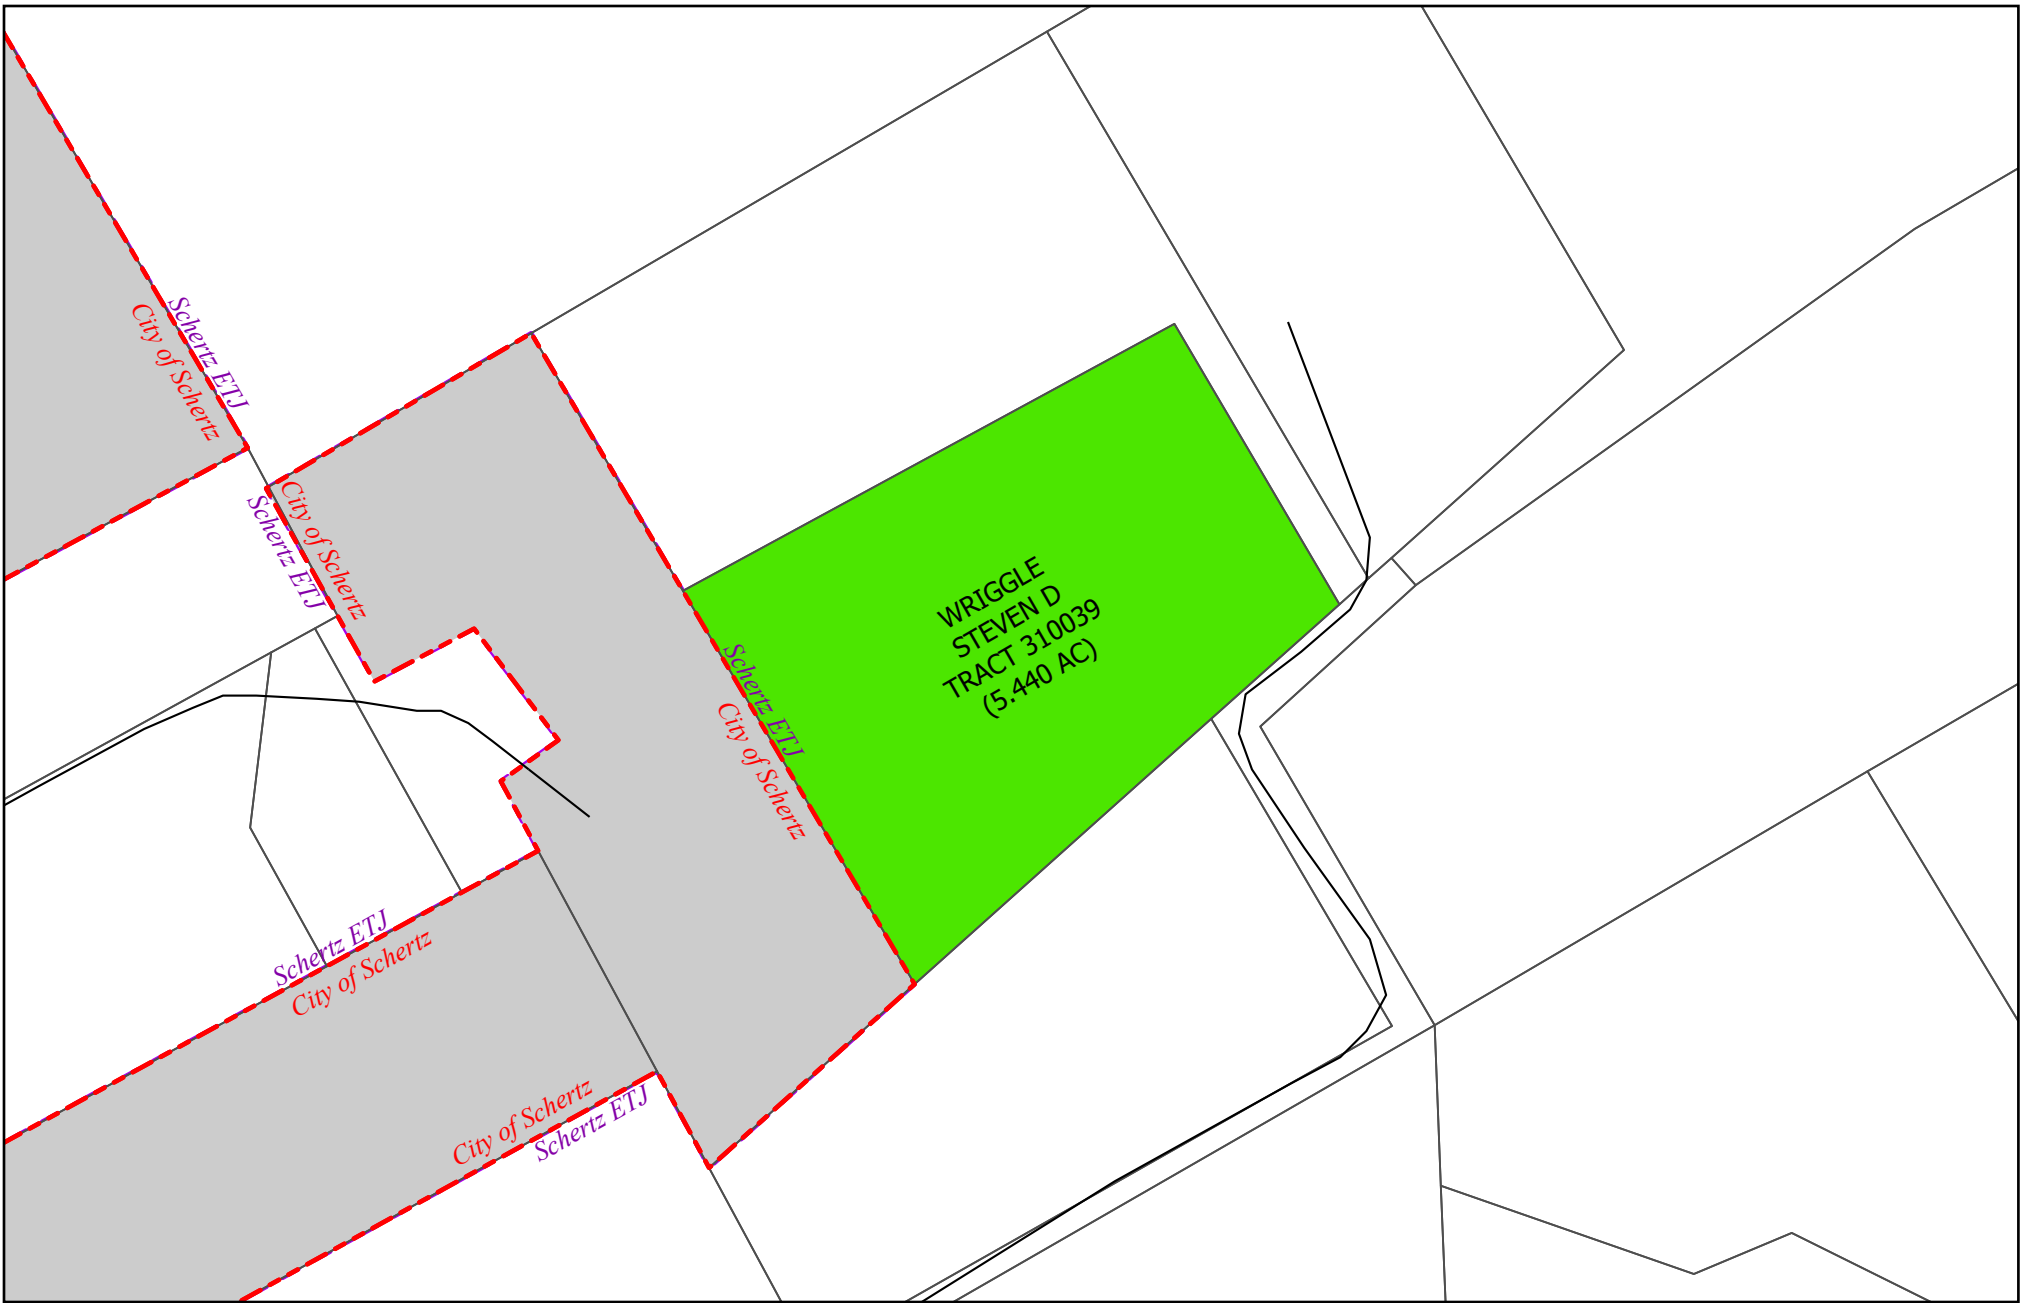 Schertz ETJ
City of Schertz
City of Schertz
Schertz ETJ
WRIGGLE
STEVEN D
TRACT 310039
(5.440 AC)
Schertz ETJ
City of Schertz
Schertz ETJ
City of Schertz
City of Schertz
Schertz ETJ